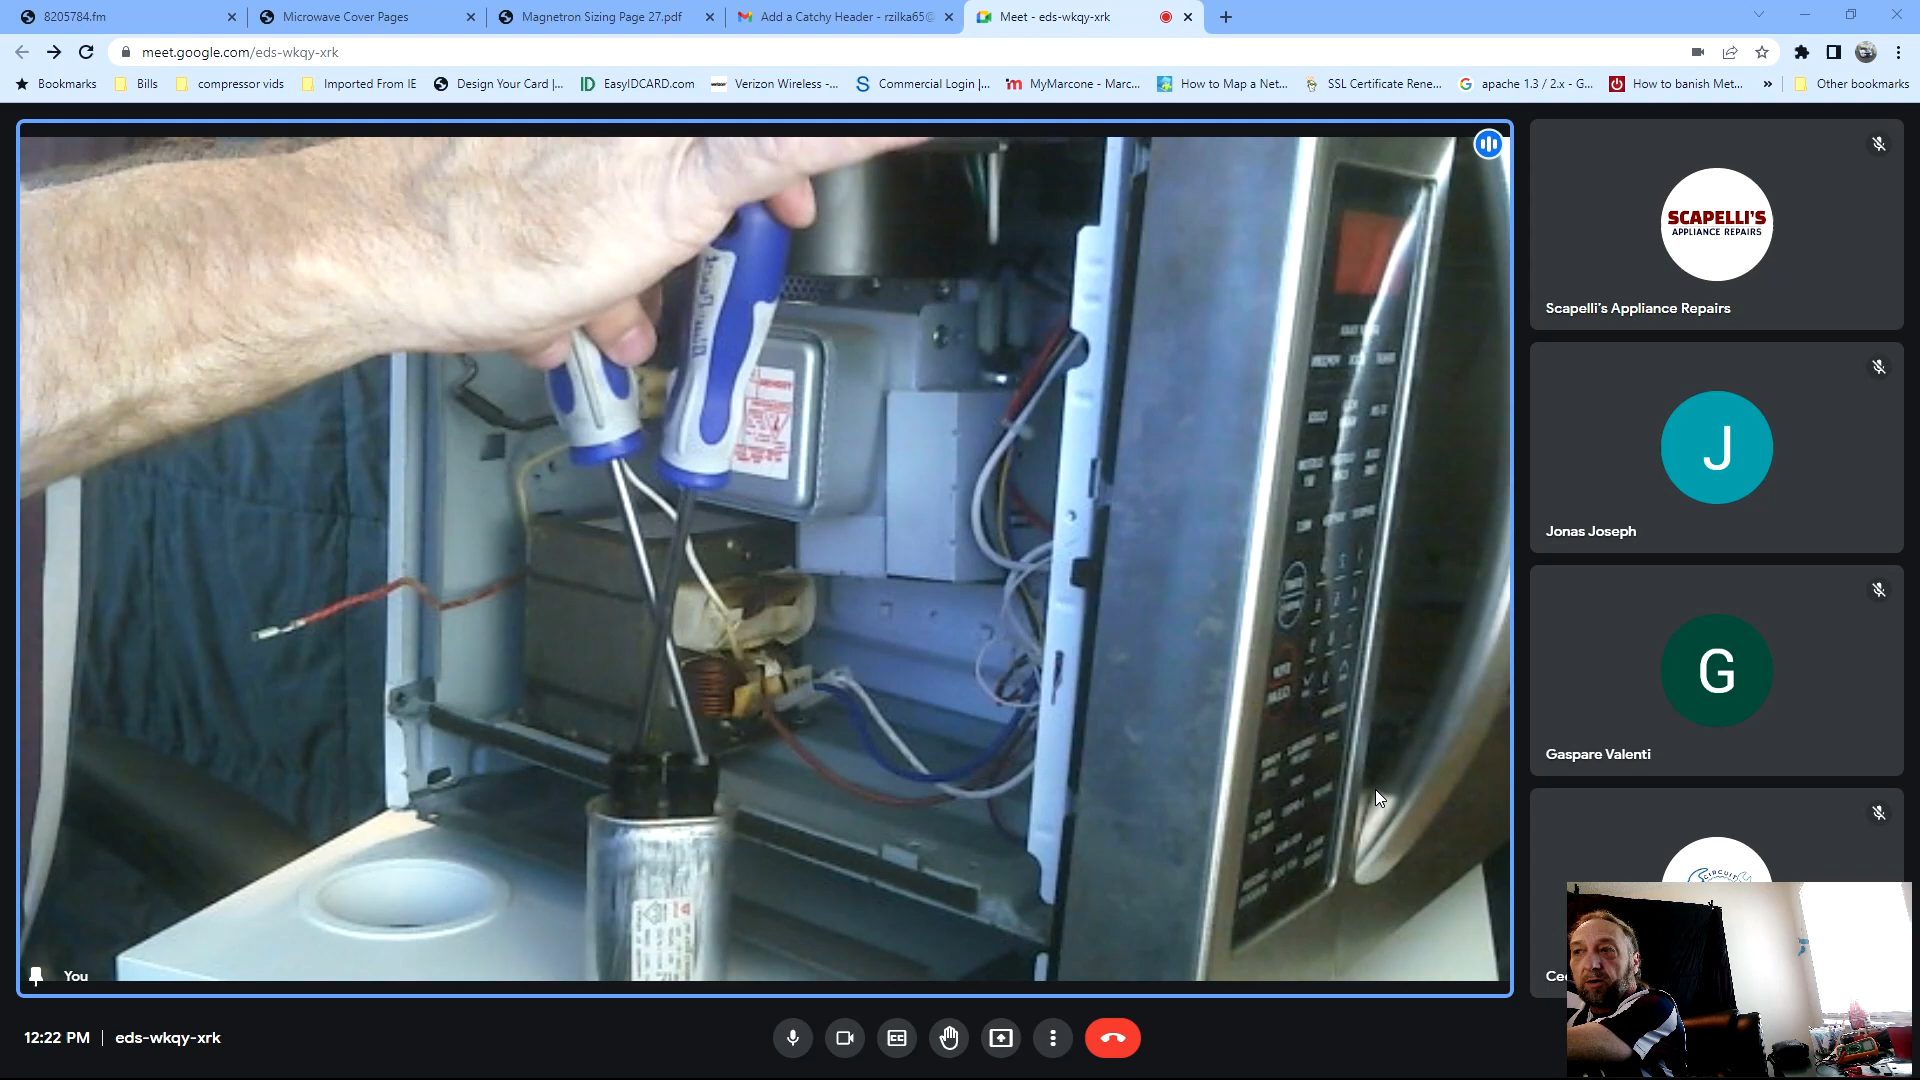 8205784.fm
Microwave Cover Pages
Magnetron Sizing Page 27.pdf
Add a Catchy Header - rzilka65@
Meet - eds-wkqy-xrk
meet.google.com/eds-wkqy-xrk
Bookmarks
Bills
compressor vids
Imported From IE
Design Your Card |...
EasyIDCARD.com
Verizon Wireless -...
Commercial Login |...
MyMarcone - Marc...
How to Map a Net...
SSL Certificate Rene...
apache 1.3 / 2.x - G...
How to banish Met...
»
Other bookmarks
SCAPELLI'S
APPLIANCE REPAIRS
Scapelli's Appliance Repairs
J
Jonas Joseph
G
Gaspare Valenti
CIRCUIT
Ce
You
12:22 PM | eds-wkqy-xrk